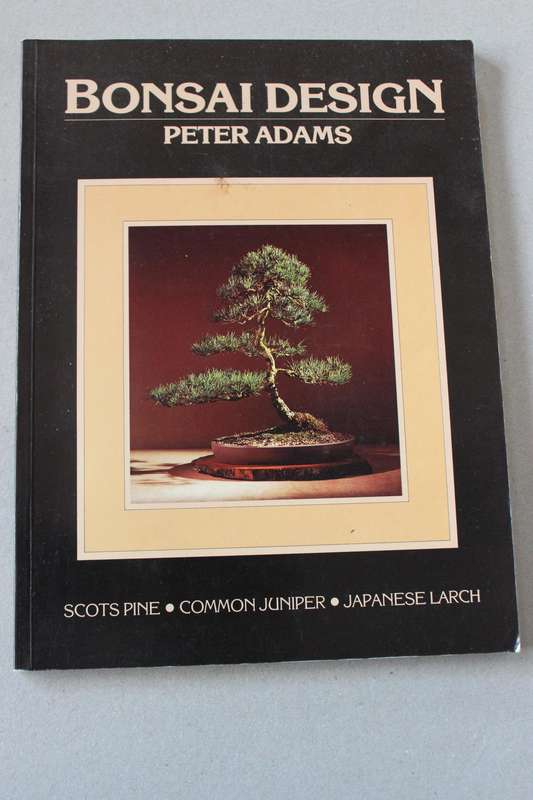 BONSAI DESIGN
PETER ADAMS
SCOTS PINE ● COMMON JUNIPER ● JAPANESE LARCH